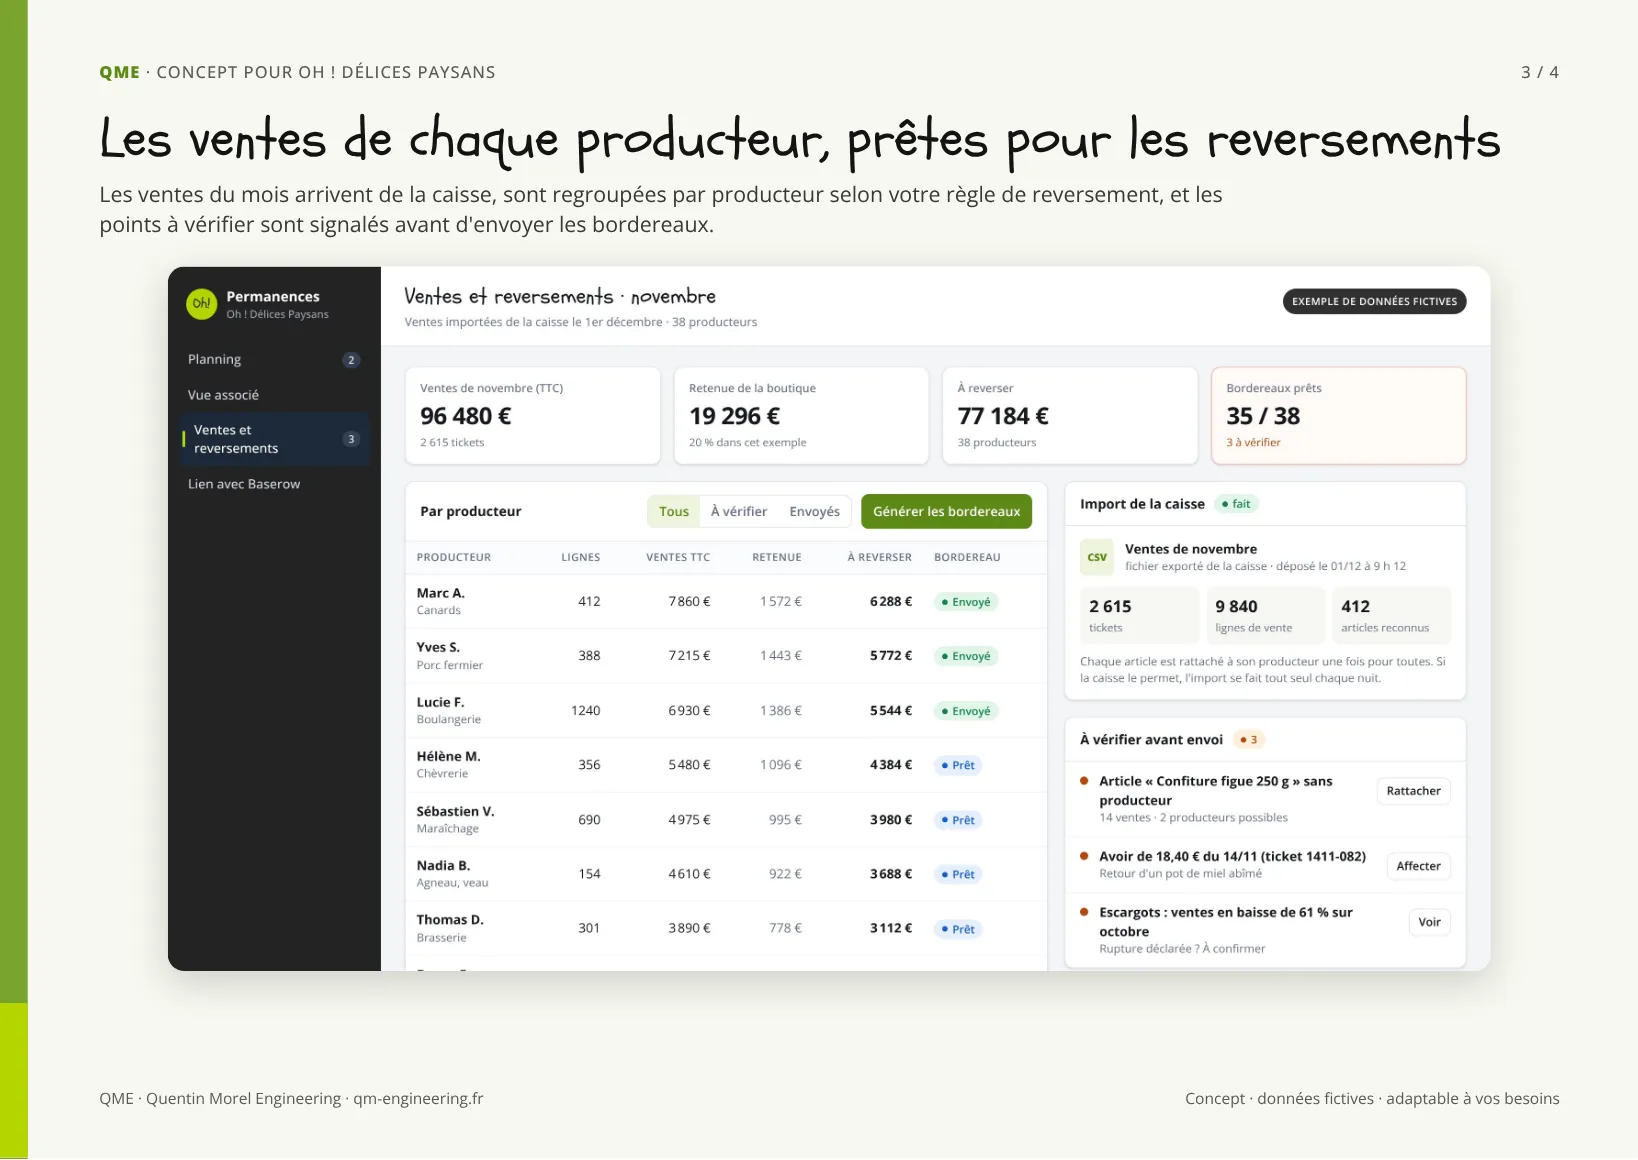 QME · CONCEPT POUR OH ! DÉLICES PAYSANS
3 / 4
Les ventes de chaque producteur, prêtes pour les reversements
Les ventes du mois arrivent de la caisse, sont regroupées par producteur selon votre règle de reversement, et les
points à vérifier sont signalés avant d'envoyer les bordereaux.
Oh!
Permanences
Oh ! Délices Paysans
Planning 2
Vue associé
Ventes et
reversements 3
Lien avec Baserow
Ventes et reversements · novembre
Ventes importées de la caisse le 1er décembre · 38 producteurs
EXEMPLE DE DONNÉES FICTIVES
Ventes de novembre (TTC)
96 480 €
2 615 tickets
Retenue de la boutique
19 296 €
20 % dans cet exemple
À reverser
77 184 €
38 producteurs
Bordereaux prêts
35 / 38
3 à vérifier
Par producteur
Tous À vérifier Envoyés
Générer les bordereaux
PRODUCTEUR LIGNES VENTES TTC RETENUE À REVERSER BORDEREAU
Marc A.
Canards
412 7 860 € 1 572 € 6 288 € Envoyé
Yves S.
Porc fermier
388 7 215 € 1 443 € 5 772 € Envoyé
Lucie F.
Boulangerie
1240 6 930 € 1 386 € 5 544 € Envoyé
Hélène M.
Chèvrerie
356 5 480 € 1 096 € 4 384 € Prêt
Sébastien V.
Maraîchage
690 4 975 € 995 € 3 980 € Prêt
Nadia B.
Agneau, veau
154 4 610 € 922 € 3 688 € Prêt
Thomas D.
Brasserie
301 3 890 € 778 € 3 112 € Prêt
Import de la caisse fait
CSV
Ventes de novembre
fichier exporté de la caisse · déposé le 01/12 à 9 h 12
2 615
tickets
9 840
lignes de vente
412
articles reconnus
Chaque article est rattaché à son producteur une fois pour toutes. Si
la caisse le permet, l'import se fait tout seul chaque nuit.
À vérifier avant envoi 3
Article « Confiture figue 250 g » sans
producteur
14 ventes · 2 producteurs possibles
Rattacher
Avoir de 18,40 € du 14/11 (ticket 1411-082)
Retour d'un pot de miel abîmé
Affecter
Escargots : ventes en baisse de 61 % sur
octobre
Rupture déclarée ? À confirmer
Voir
QME · Quentin Morel Engineering · qm-engineering.fr
Concept · données fictives · adaptable à vos besoins